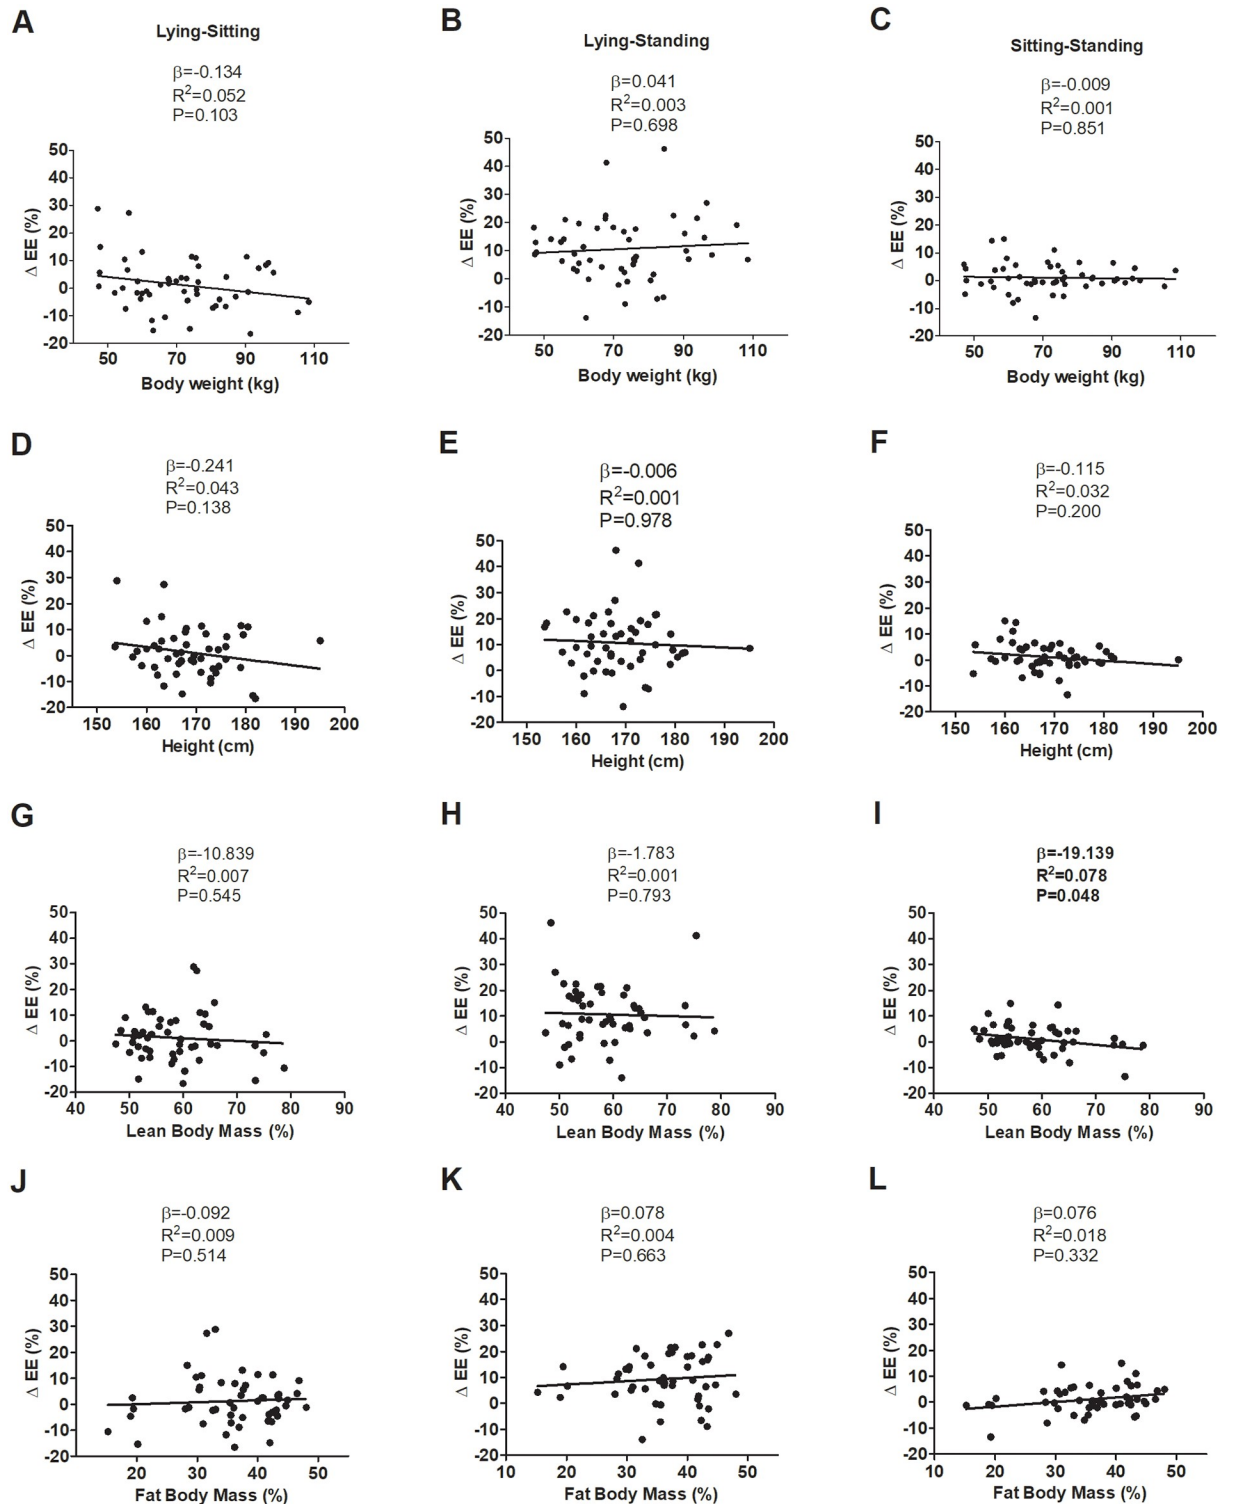 A
Lying-Sitting
β=-0.134
R²=0.052
P=0.103
50
40
30
20
10
0
-10
-20
Δ EE (%)
50 70 90 110
Body weight (kg)
B
Lying-Standing
β=0.041
R²=0.003
P=0.698
50
40
30
20
10
0
-10
-20
Δ EE (%)
50 70 90 110
Body weight (kg)
C
Sitting-Standing
β=-0.009
R²=0.001
P=0.851
50
40
30
20
10
0
-10
-20
Δ EE (%)
50 70 90 110
Body weight (kg)
D
β=-0.241
R²=0.043
P=0.138
50
40
30
20
10
0
-10
-20
Δ EE (%)
150 160 170 180 190 200
Height (cm)
E
β=-0.006
R²=0.001
P=0.978
50
40
30
20
10
0
-10
-20
Δ EE (%)
150 160 170 180 190 200
Height (cm)
F
β=-0.115
R²=0.032
P=0.200
50
40
30
20
10
0
-10
-20
Δ EE (%)
150 160 170 180 190 200
Height (cm)
G
β=-10.839
R²=0.007
P=0.545
50
40
30
20
10
0
-10
-20
Δ EE (%)
40 50 60 70 80 90
Lean Body Mass (%)
H
β=-1.783
R²=0.001
P=0.793
50
40
30
20
10
0
-10
-20
Δ EE (%)
40 50 60 70 80 90
Lean Body Mass (%)
I
β=-19.139
R²=0.078
P=0.048
50
40
30
20
10
0
-10
-20
Δ EE (%)
40 50 60 70 80 90
Lean Body Mass (%)
J
β=-0.092
R²=0.009
P=0.514
50
40
30
20
10
0
-10
-20
Δ EE (%)
20 30 40 50
Fat Body Mass (%)
K
β=0.078
R²=0.004
P=0.663
50
40
30
20
10
0
-10
-20
Δ EE (%)
10 20 30 40 50
Fat Body Mass (%)
L
β=0.076
R²=0.018
P=0.332
50
40
30
20
10
0
-10
-20
Δ EE (%)
10 20 30 40 50
Fat Body Mass (%)